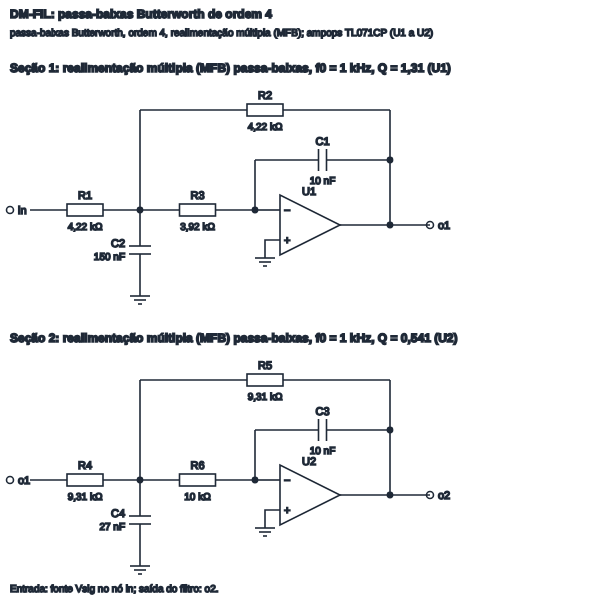 DM-FIL: passa-baixas Butterworth de ordem 4
passa-baixas Butterworth, ordem 4, realimentação múltipla (MFB); ampops TL071CP (U1 a U2)
Seção 1: realimentação múltipla (MFB) passa-baixas, f0 = 1 kHz, Q = 1,31 (U1)
R2
4,22 kΩ
C1
10 nF
U1
R1
R3
in
−
4,22 kΩ
3,92 kΩ
o1
C2
+
150 nF
Seção 2: realimentação múltipla (MFB) passa-baixas, f0 = 1 kHz, Q = 0,541 (U2)
R5
9,31 kΩ
C3
10 nF
U2
R4
R6
o1
−
9,31 kΩ
10 kΩ
o2
C4
+
27 nF
Entrada: fonte Vsig no nó in; saída do filtro: o2.